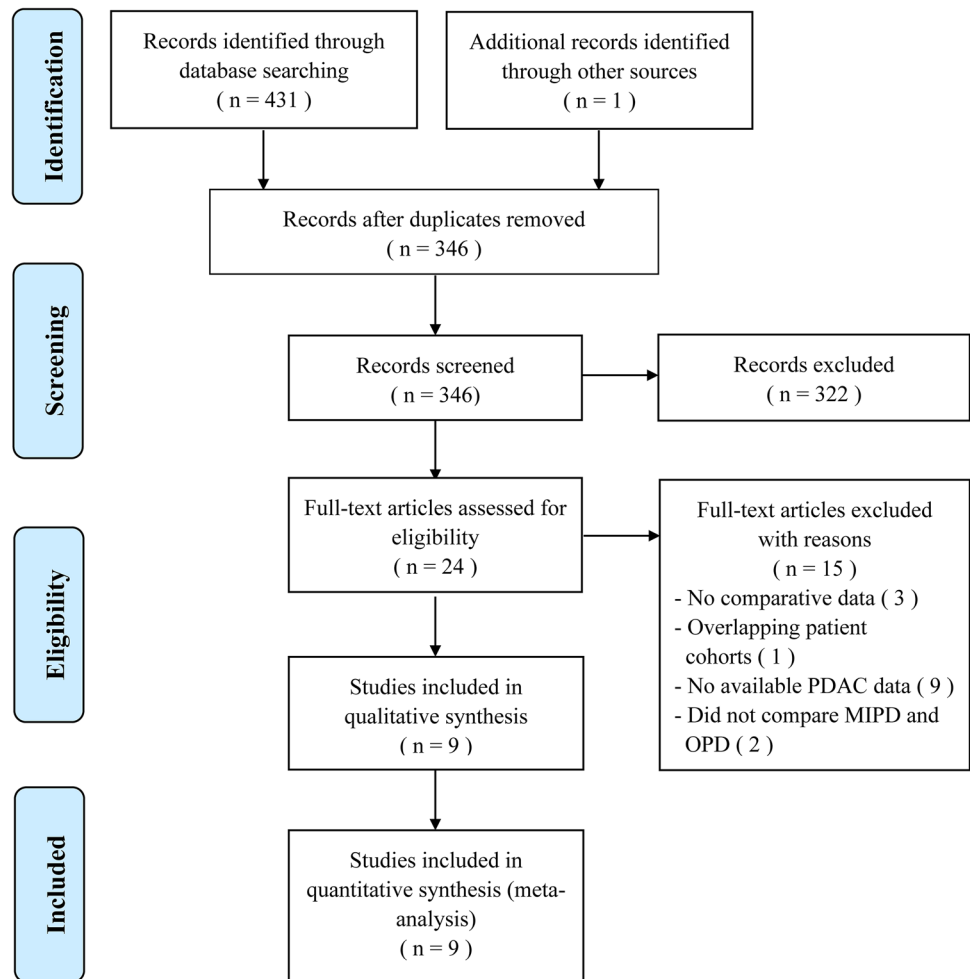 Identification
Records identified through
database searching
( n = 431 )
Additional records identified
through other sources
( n = 1 )
Records after duplicates removed
( n = 346 )
Screening
Records screened
( n = 346)
Records excluded
( n = 322 )
Eligibility
Full-text articles assessed for
eligibility
( n = 24 )
Full-text articles excluded
with reasons
( n = 15 )
- No comparative data ( 3 )
- Overlapping patient
cohorts ( 1 )
- No available PDAC data ( 9 )
- Did not compare MIPD and
OPD ( 2 )
Studies included in
qualitative synthesis
( n = 9 )
Included
Studies included in
quantitative synthesis (meta-
analysis)
( n = 9 )